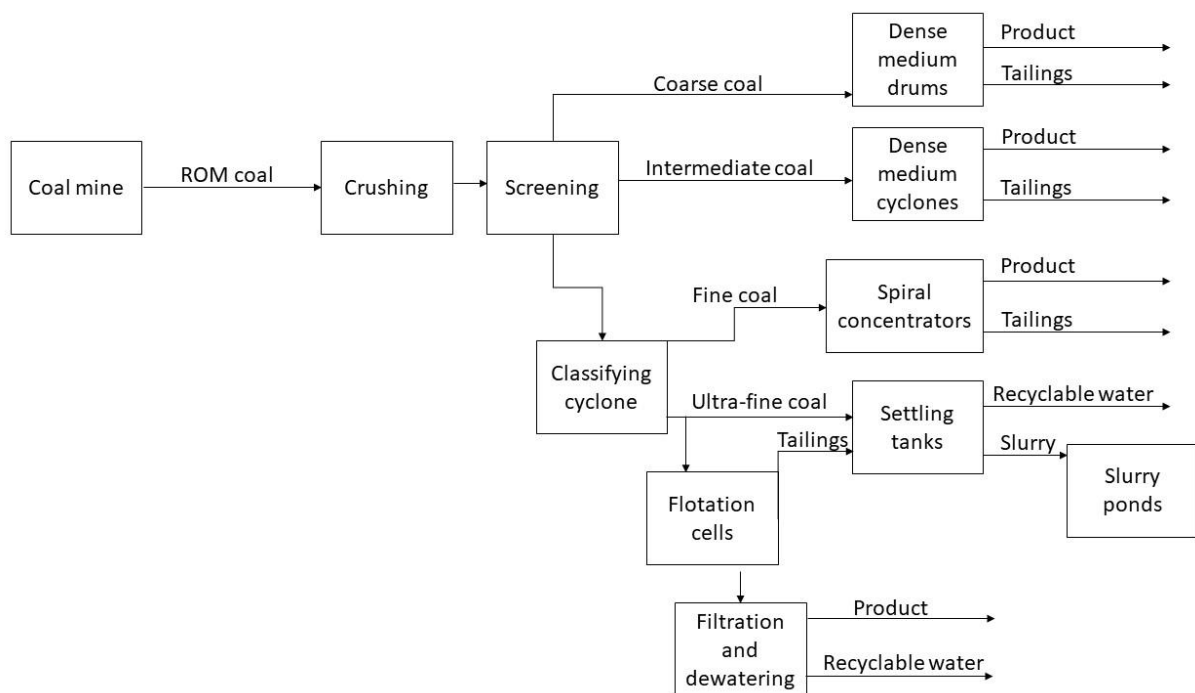 Coal mine
ROM coal
Crushing
Screening
Coarse coal
Dense
medium
drums
Product
Tailings
Intermediate coal
Dense
medium
cyclones
Product
Tailings
Classifying
cyclone
Fine coal
Spiral
concentrators
Product
Tailings
Ultra-fine coal
Tailings
Settling
tanks
Recyclable water
Slurry
Slurry
ponds
Flotation
cells
Filtration
and
dewatering
Product
Recyclable water